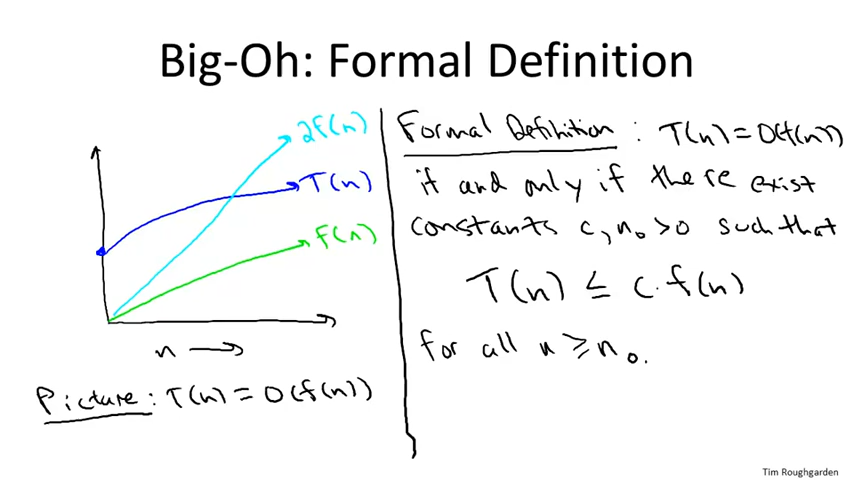 Big-Oh: Formal Definition
2f(n)
T(n)
f(n)
n
Picture: T(n) = O(f(n))
Formal Definition : T(n) = O(f(n))
if and only if there exist
constants c, n₀ > 0 such that
T(n) ≤ c·f(n)
for all n ≥ n₀.
Tim Roughgarden